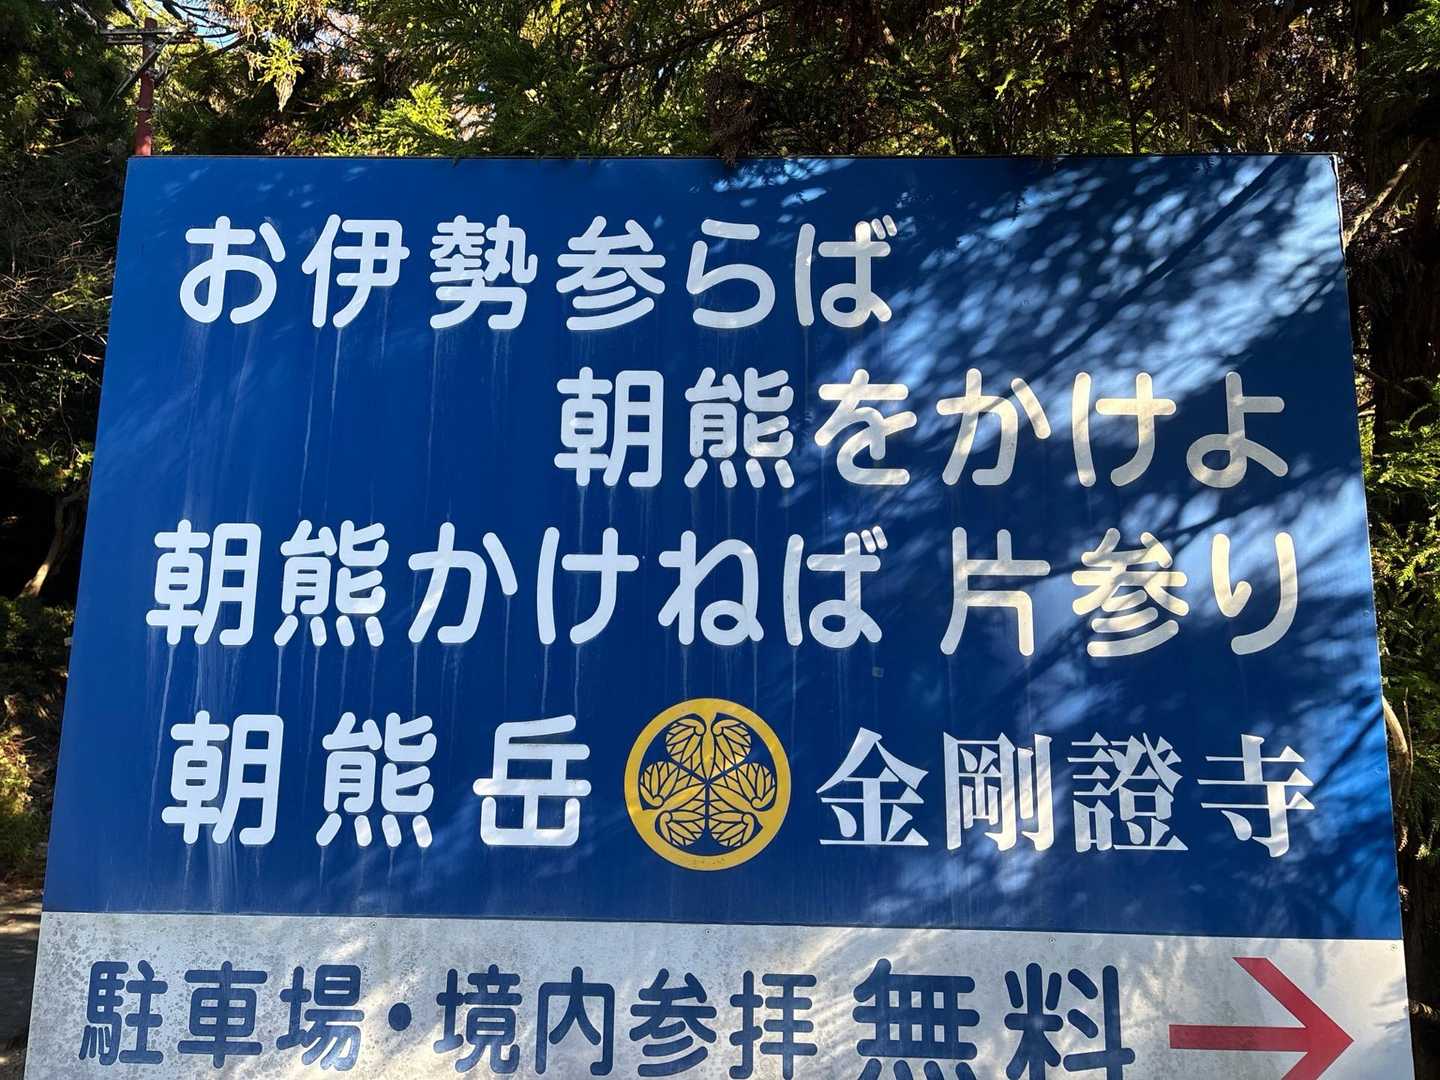 お伊勢参らば
朝熊をかけよ
朝熊かけねば 片参り
朝熊岳 金剛證寺
駐車場・境内参拝 無料